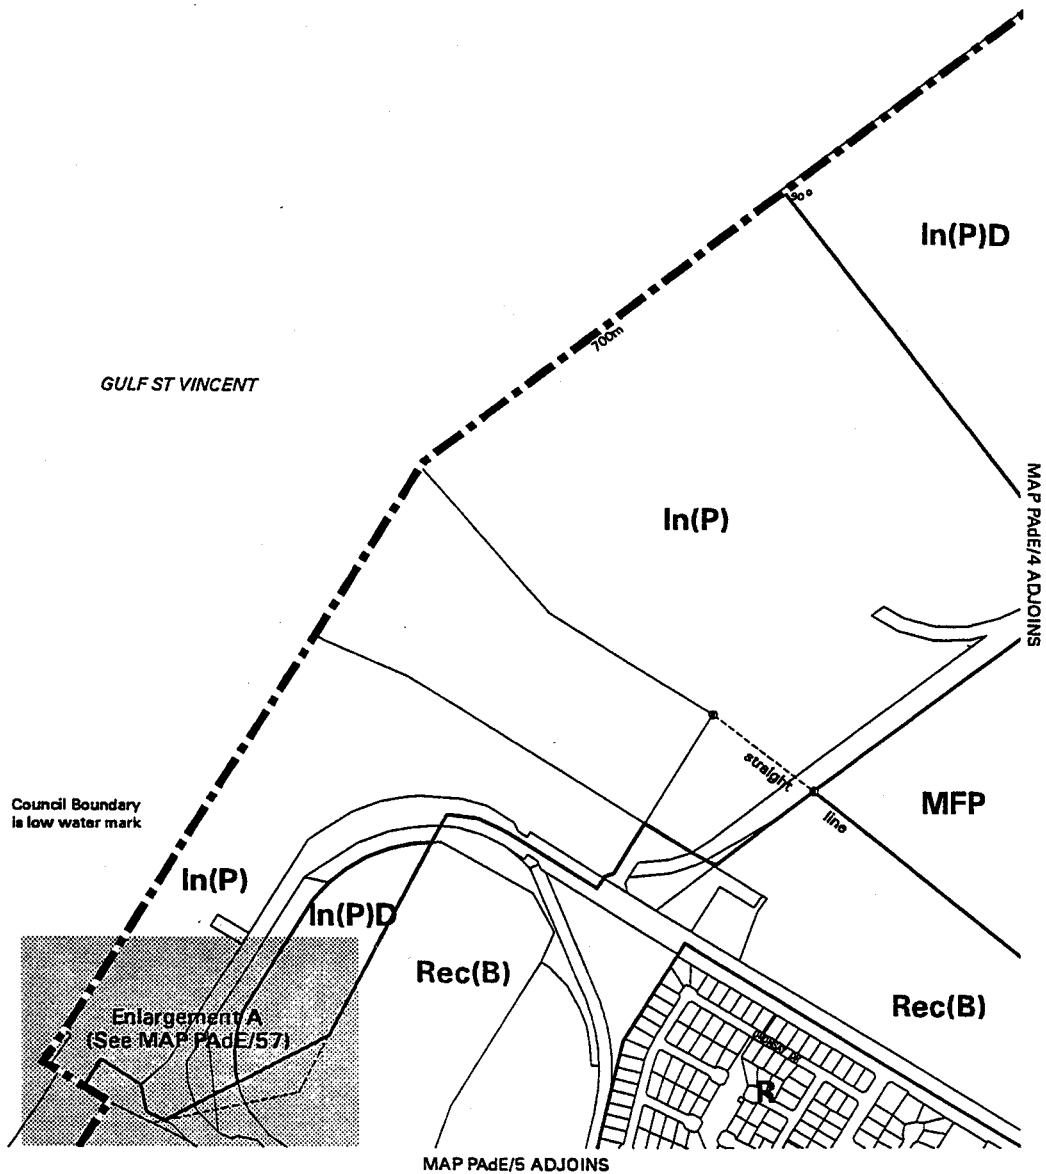 90°
In(P)D
700m
GULF ST VINCENT
In(P)
MAP PAdE/4 ADJOINS
straight
line
MFP
Council Boundary
is low water mark
In(P)
In(P)D
Rec(B)
Rec(B)
Enlargement A
(See MAP PAdE/57)
R
MAP PAdE/5 ADJOINS